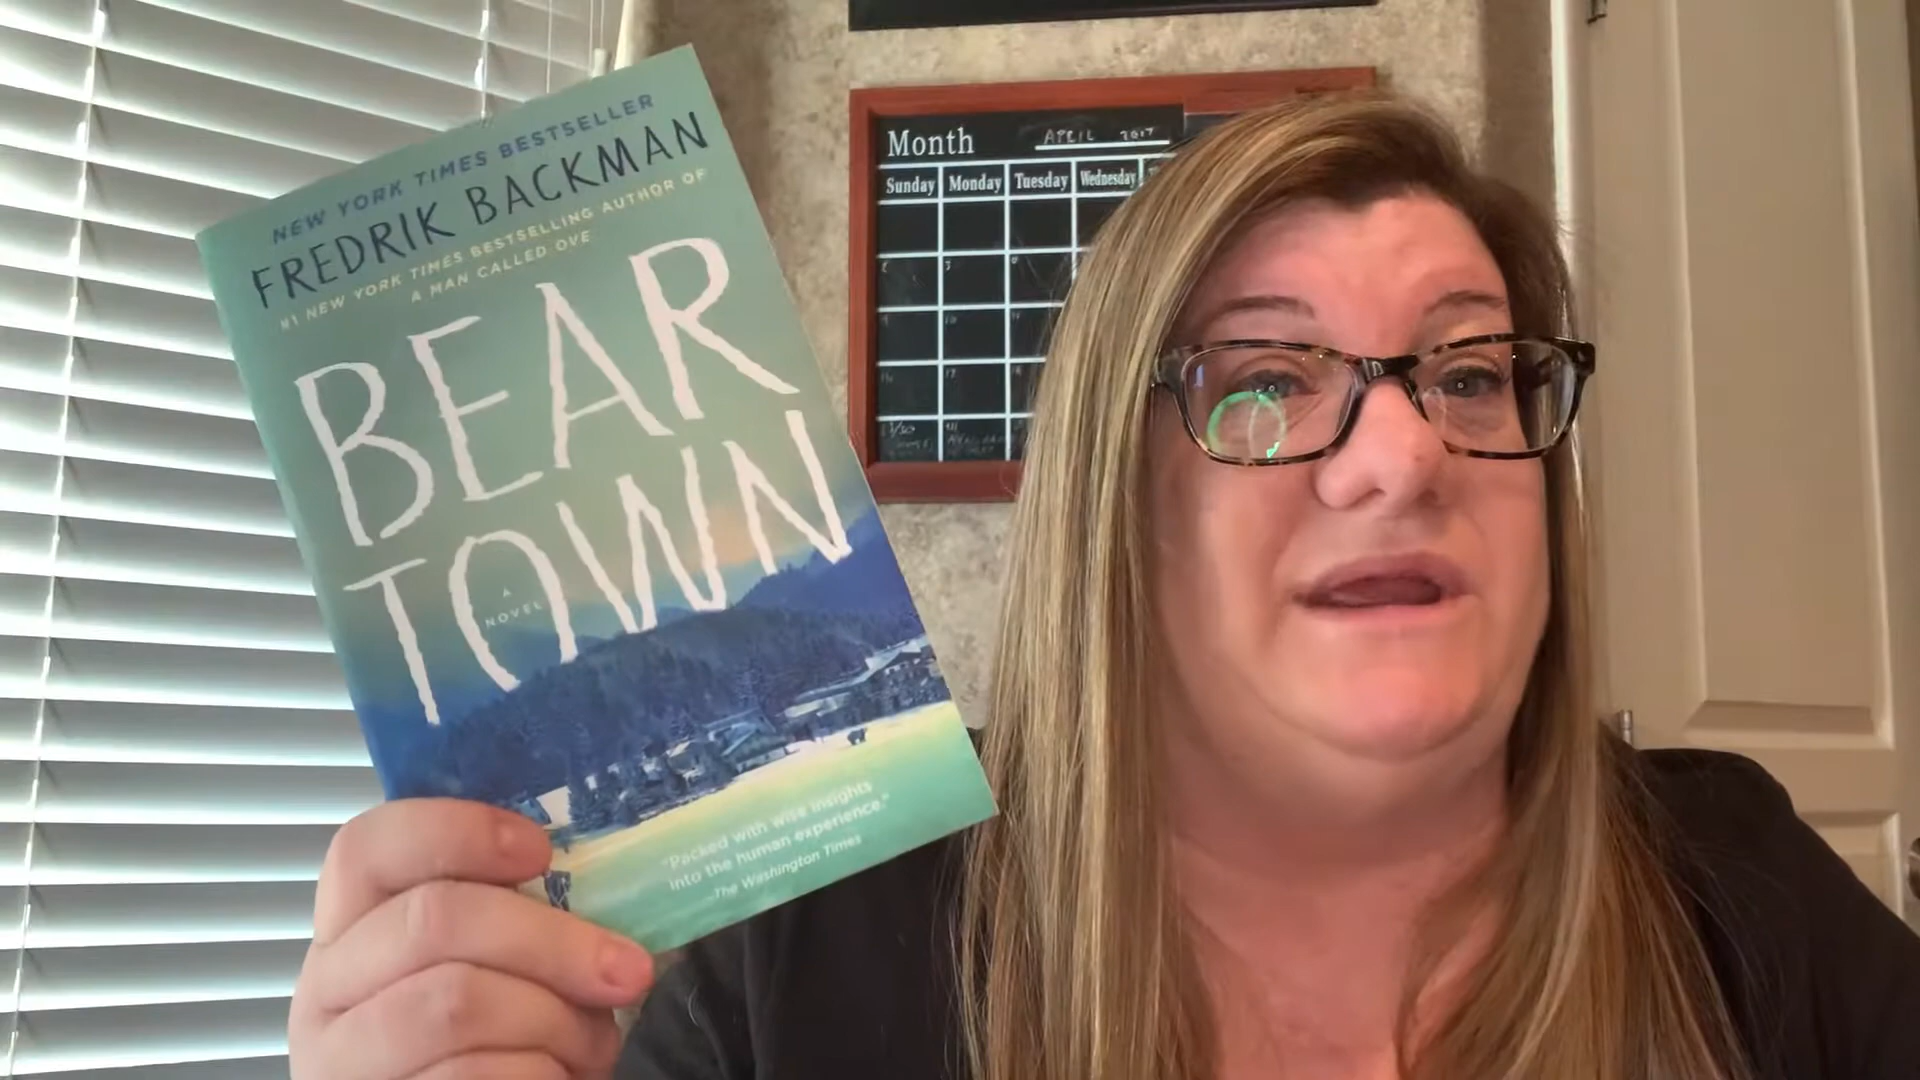 NEW YORK TIMES BESTSELLER
FREDRIK BACKMAN
#1 NEW YORK TIMES BESTSELLING AUTHOR OF
A MAN CALLED OVE
BEAR
TOWN
A
NOVEL
"Packed with wise insights
into the human experience."
—The Washington Times
Month APRIL 2017
Sunday Monday Tuesday Wednesday